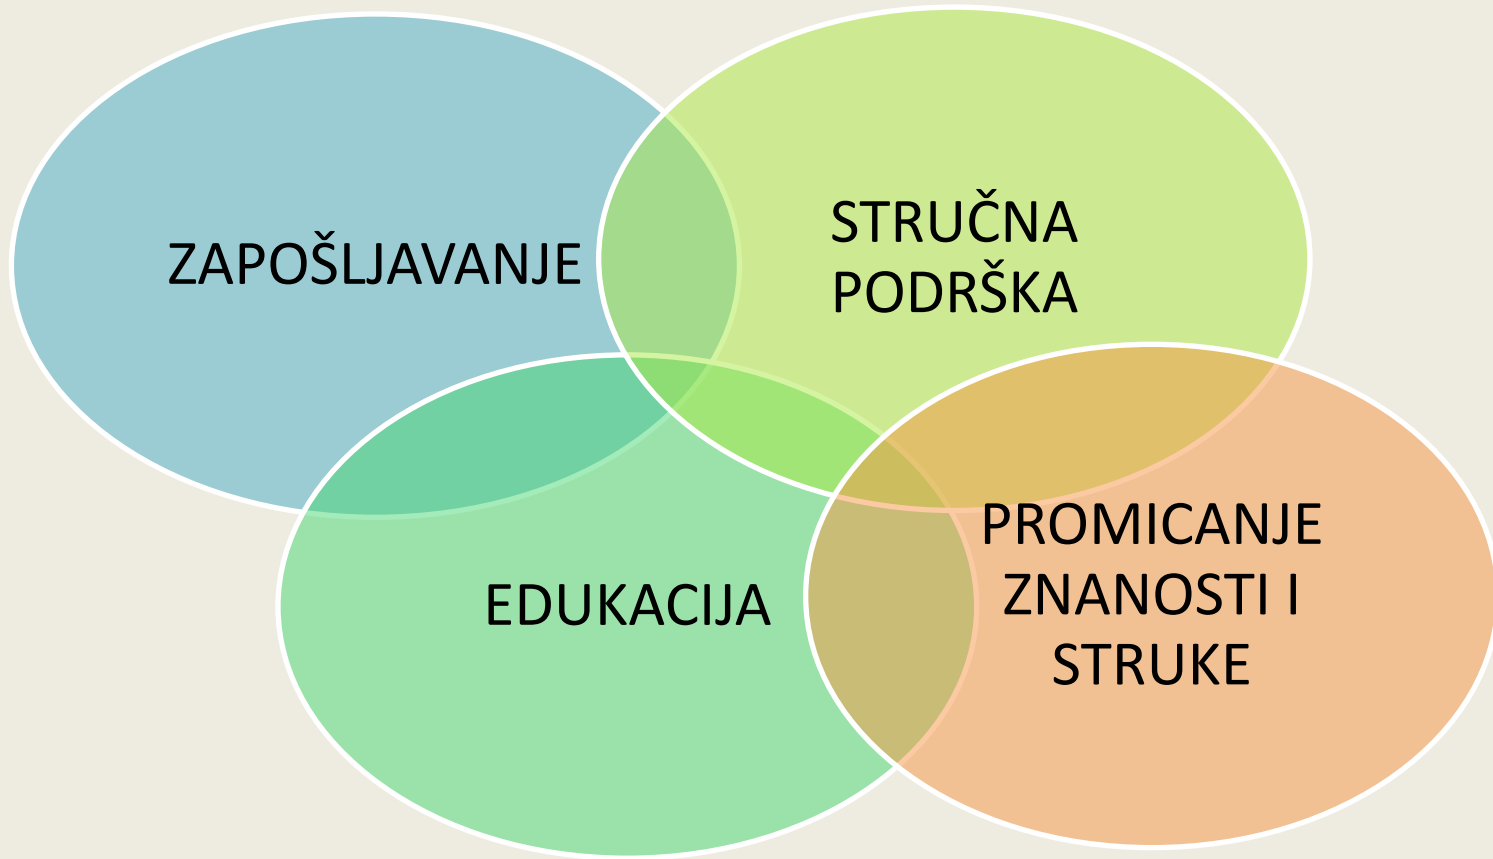 ZAPOŠLJAVANJE
STRUČNA
PODRŠKA
EDUKACIJA
PROMICANJE
ZNANOSTI I
STRUKE